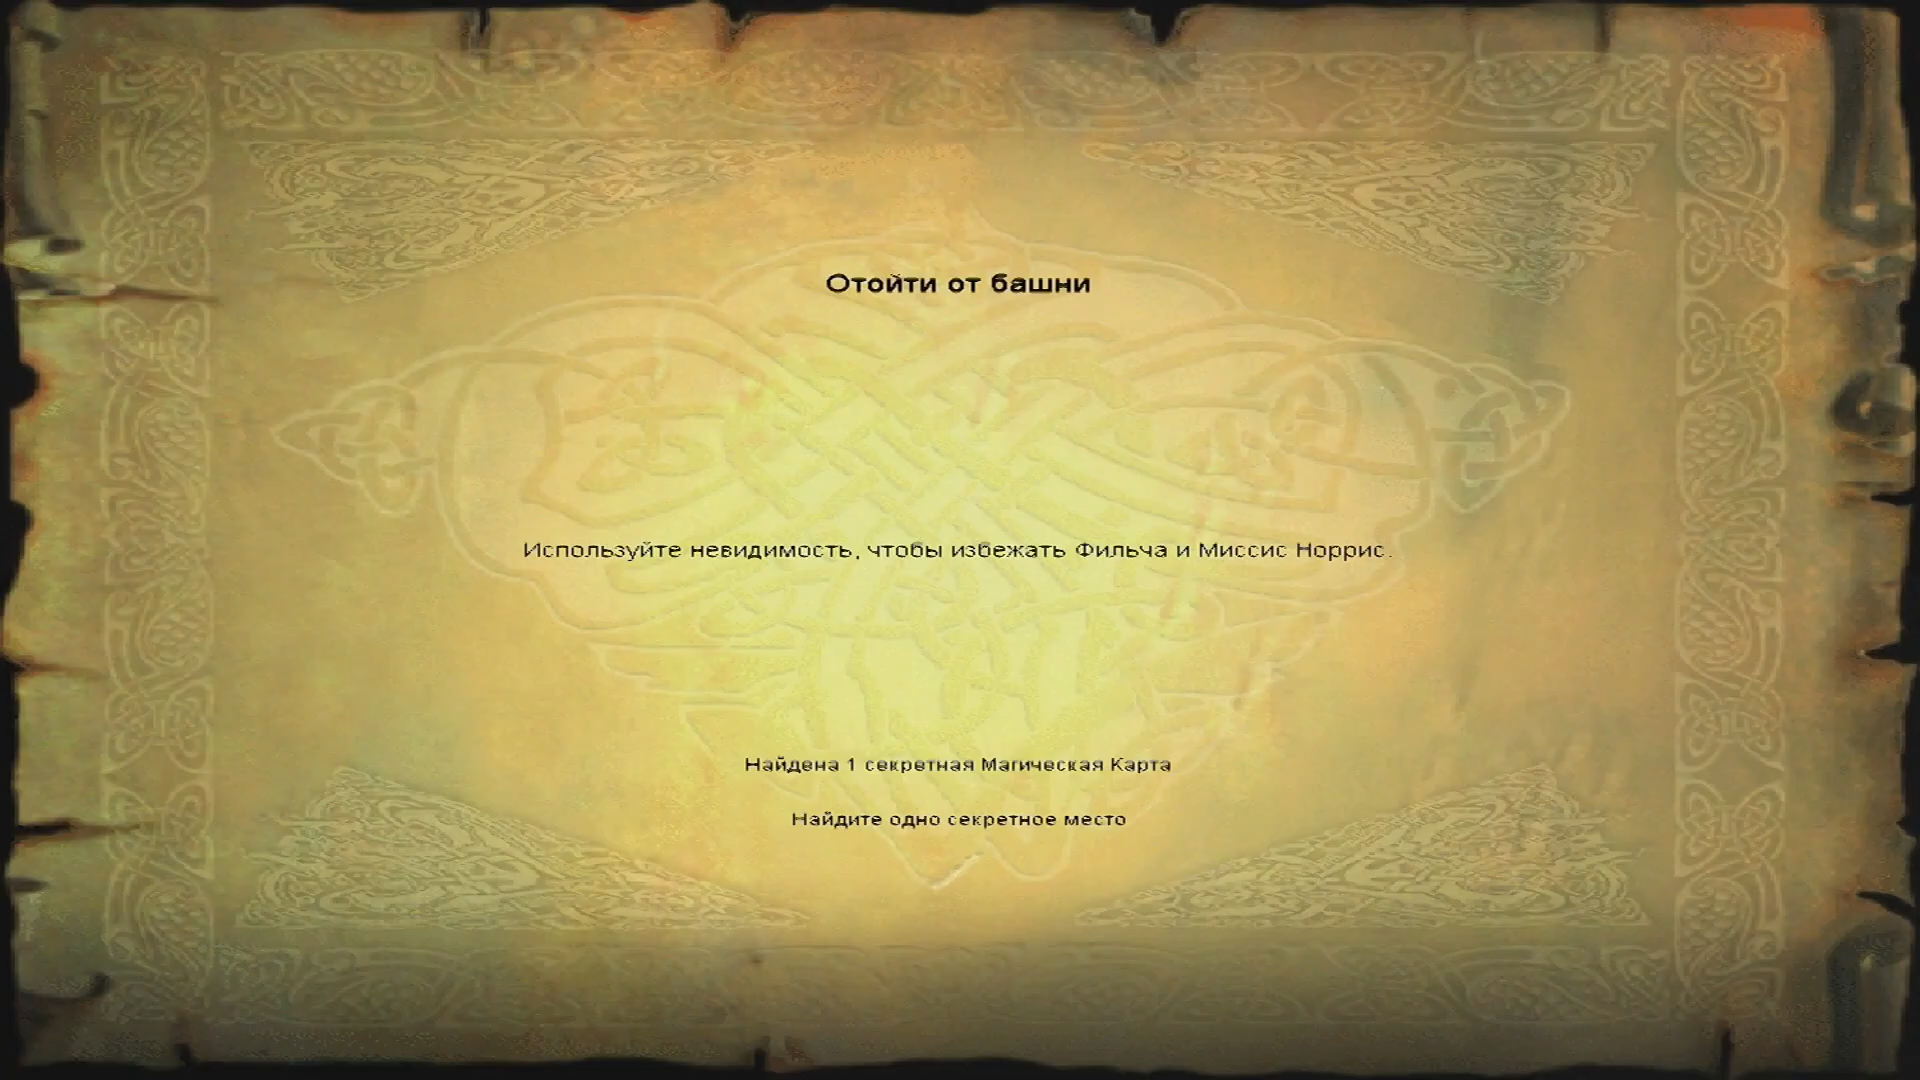 Отойти от башни
Используйте невидимость, чтобы избежать Фильча и Миссис Норрис.
Найдена 1 секретная Магическая Карта
Найдите одно секретное место